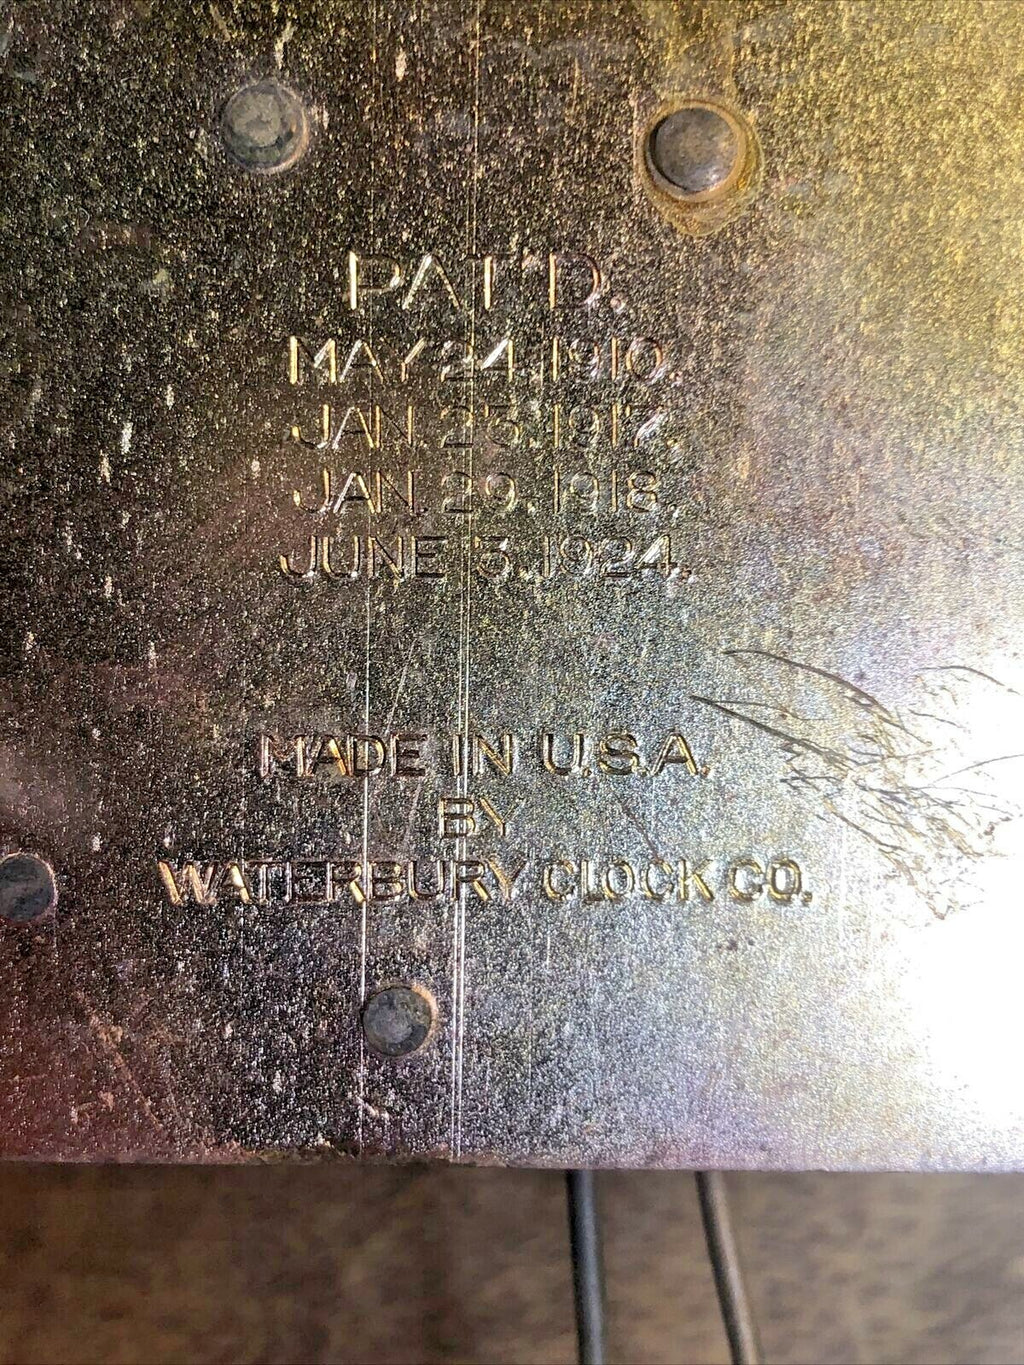 PAT'D.
MAY 24, 1910.
JAN. 23, 1917.
JAN. 29, 1918.
JUNE 3, 1924.
MADE IN U.S.A.
BY
WATERBURY CLOCK CO.